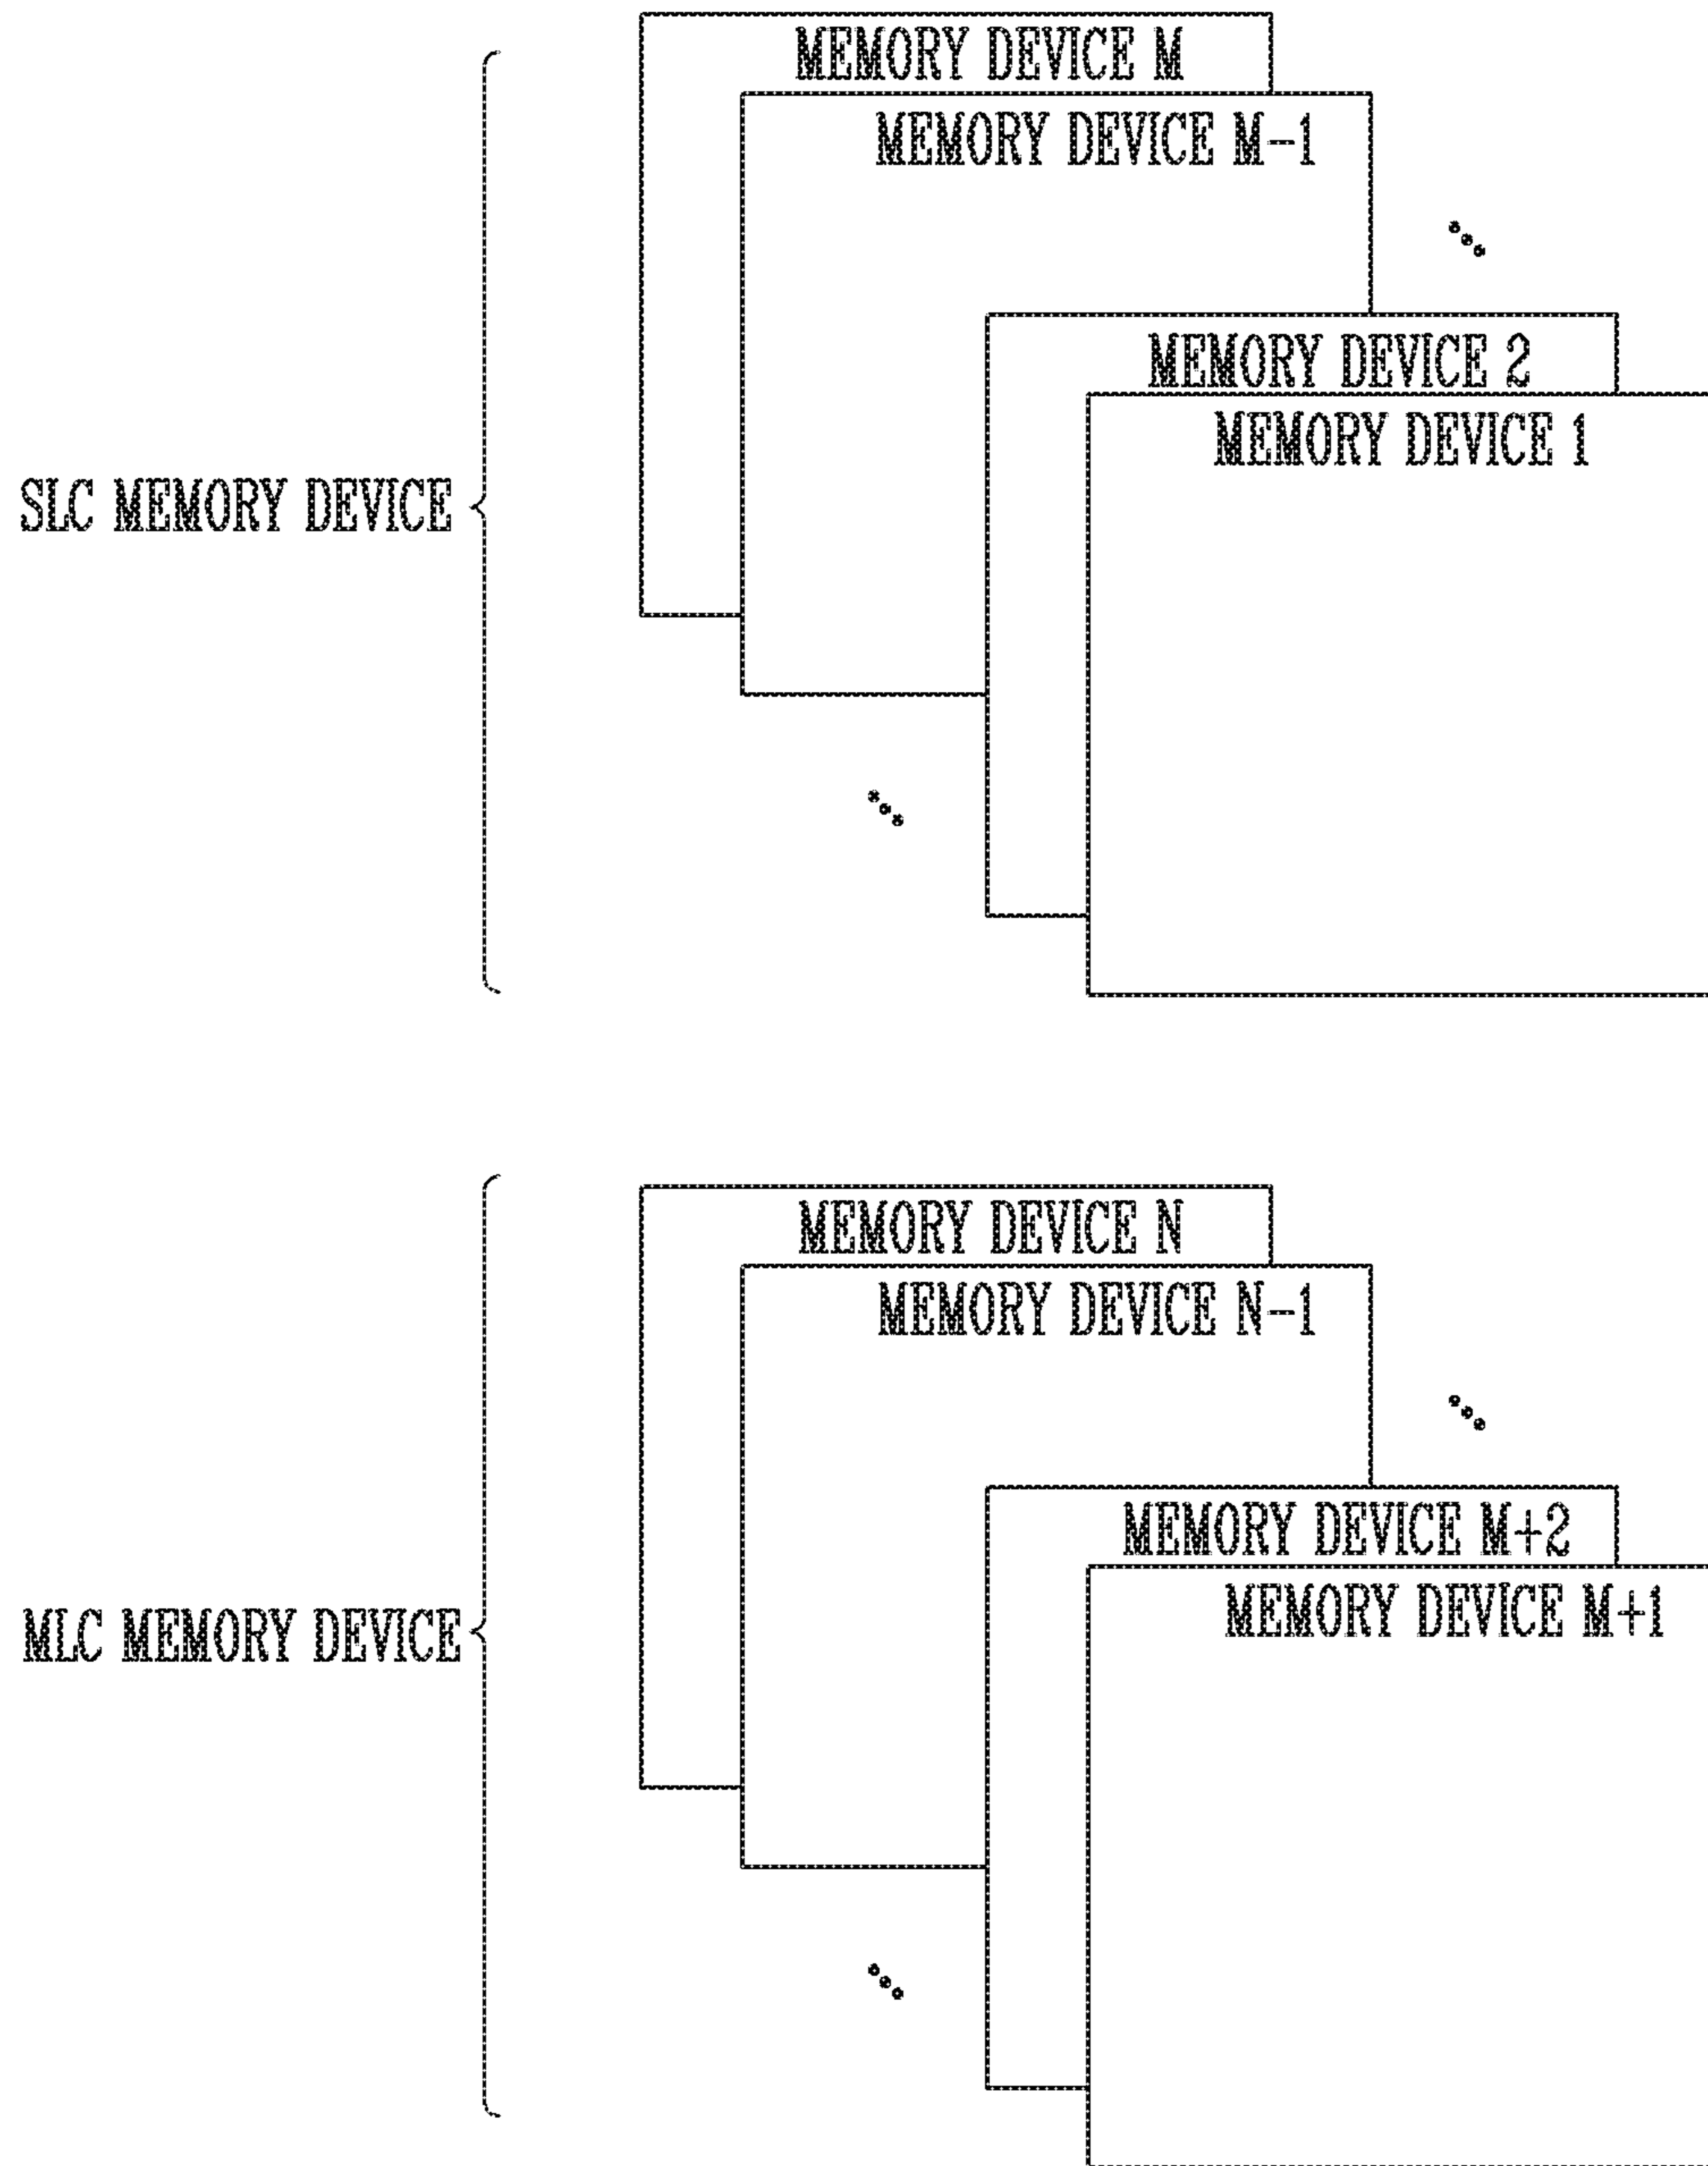 MEMORY DEVICE M
MEMORY DEVICE M-1
MEMORY DEVICE 2
MEMORY DEVICE 1
SLC MEMORY DEVICE
MEMORY DEVICE N
MEMORY DEVICE N-1
MEMORY DEVICE M+2
MEMORY DEVICE M+1
MLC MEMORY DEVICE